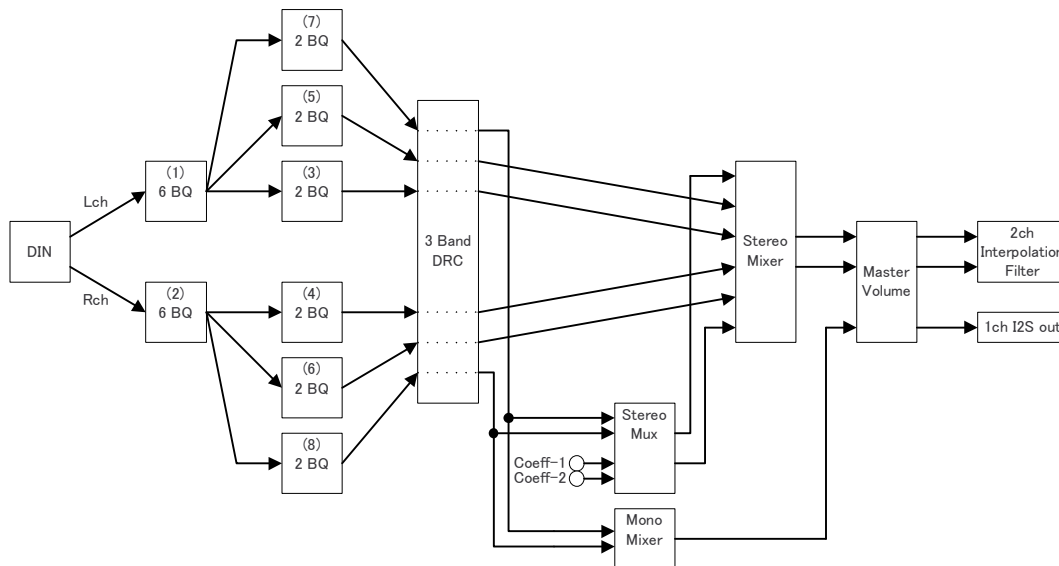 (7)
2 BQ
(5)
2 BQ
(1)
6 BQ
(3)
2 BQ
Lch
DIN
Rch
3 Band
DRC
(2)
6 BQ
(4)
2 BQ
(6)
2 BQ
(8)
2 BQ
Stereo
Mixer
Master
Volume
2ch
Interpolation
Filter
1ch I2S out
Stereo
Mux
Coeff-1
Coeff-2
Mono
Mixer